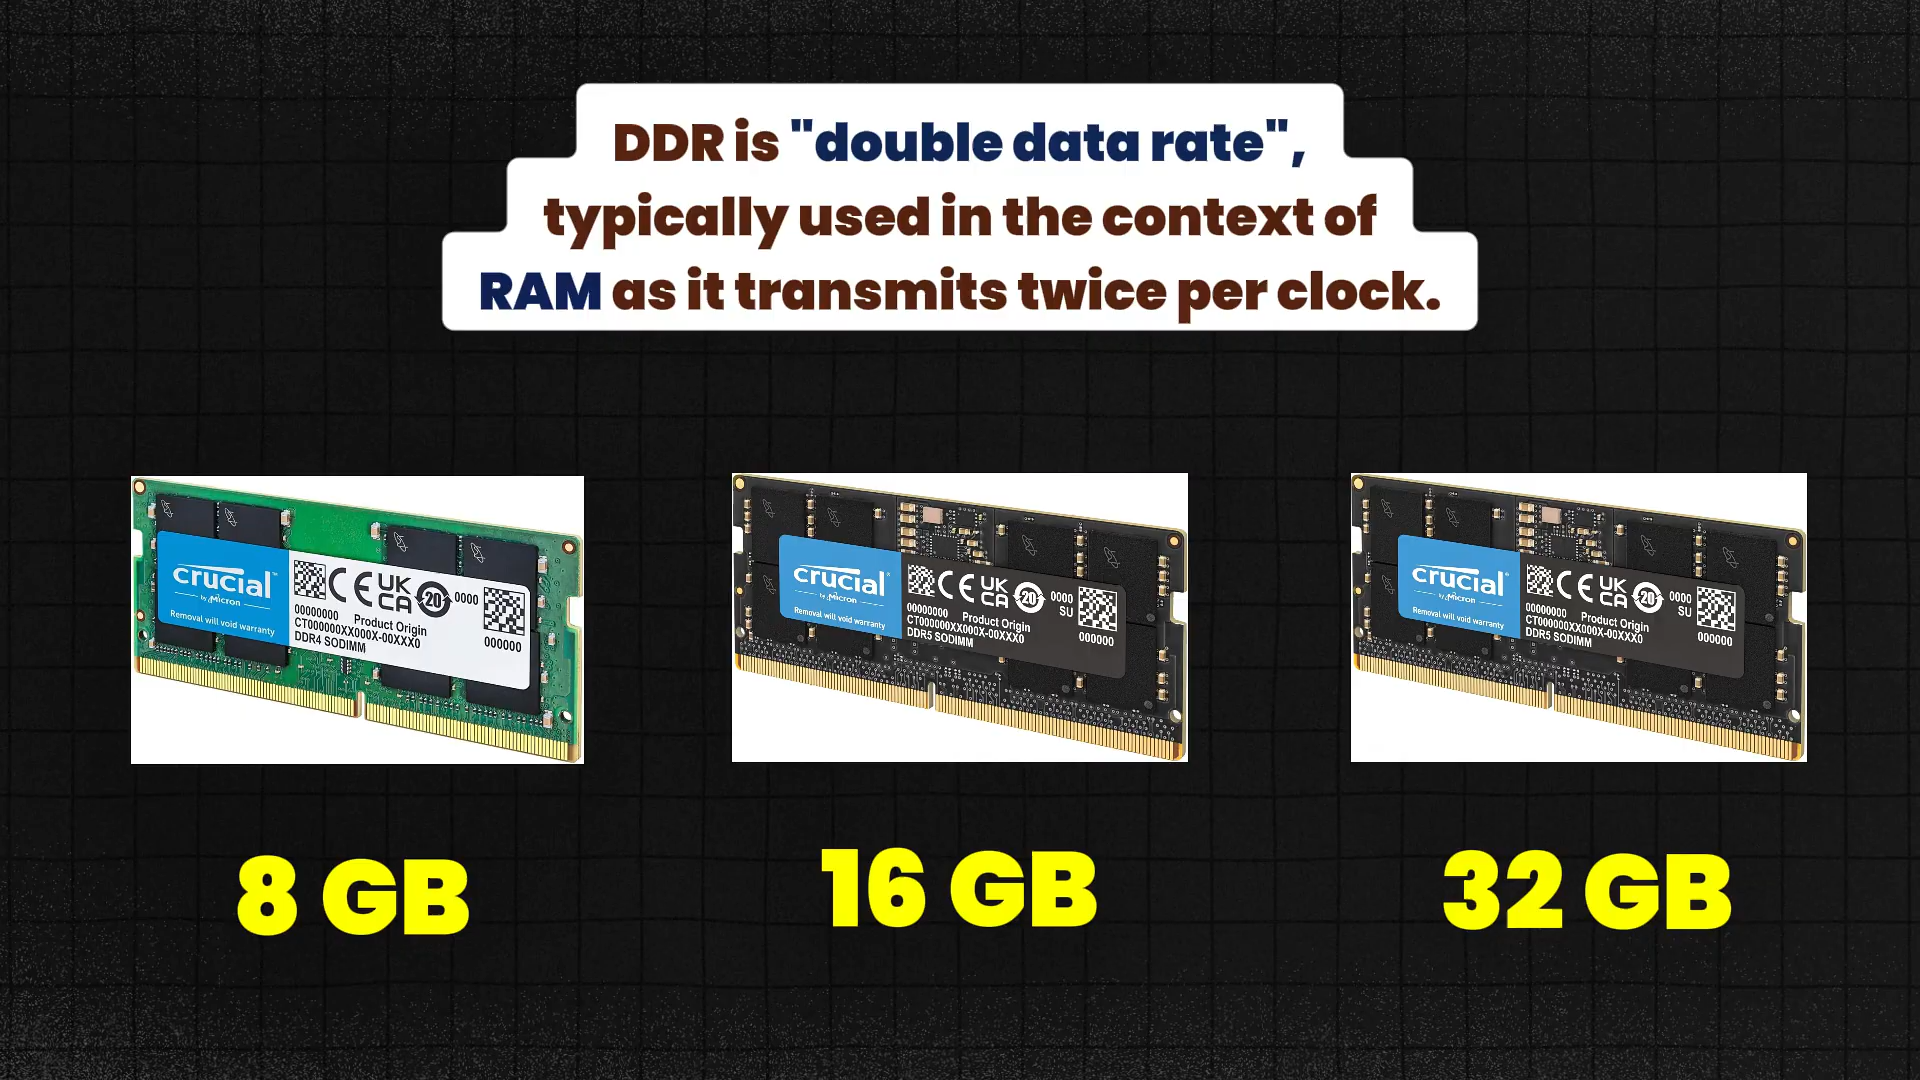 DDR is "double data rate",
typically used in the context of
RAM as it transmits twice per clock.
crucial™
by Micron
Removal will void warranty
CE UK CA 20 0000
00000000
Product Origin
CT000000XX000X-00XXX0
DDR4 SODIMM
000000
crucial®
by Micron
Removal will void warranty
CE UK CA 20 0000
SU
00000000
Product Origin
CT000000XX000X-00XXX0
DDR5 SODIMM
000000
crucial®
by Micron
Removal will void warranty
CE UK CA 20 0000
SU
00000000
Product Origin
CT000000XX000X-00XXX0
DDR5 SODIMM
000000
8 GB
16 GB
32 GB